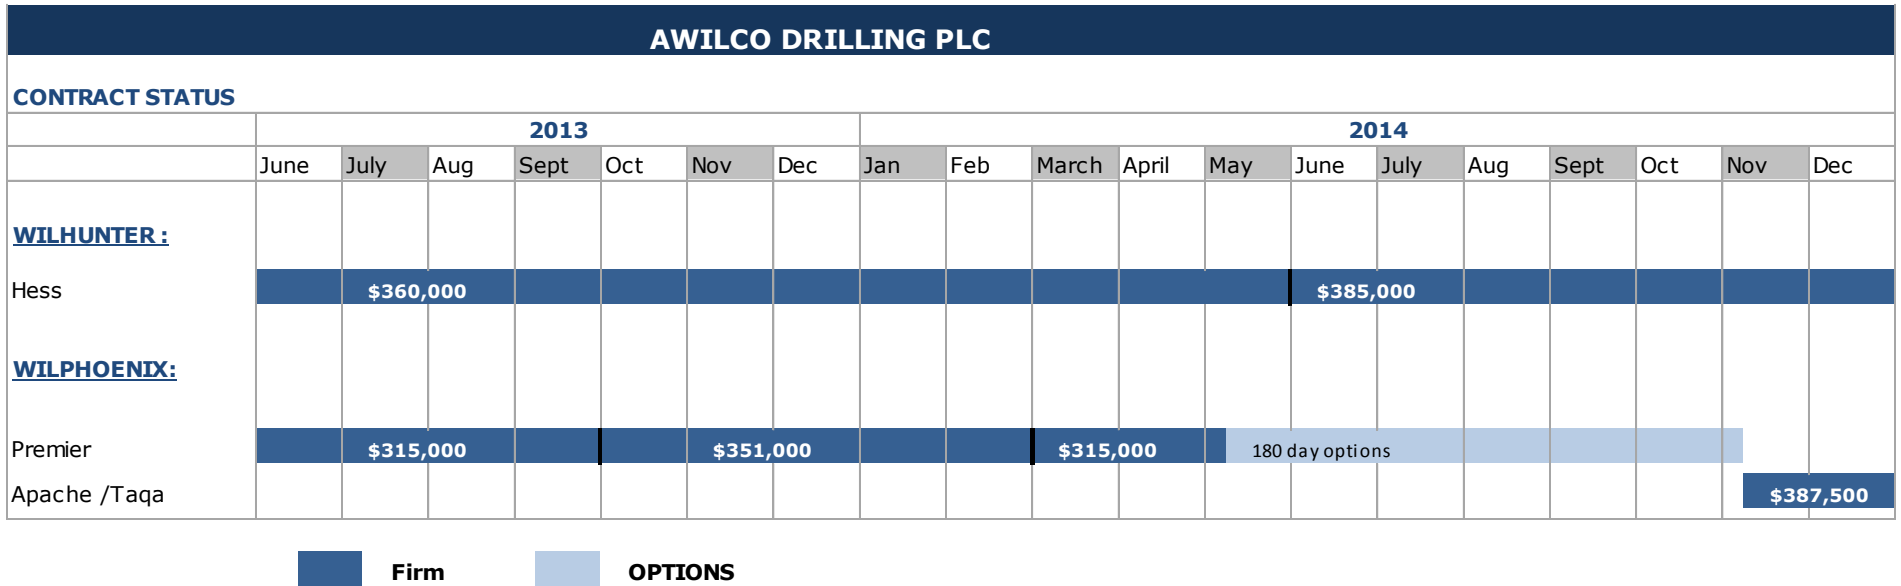 AWILCO DRILLING PLC
CONTRACT STATUS
2013 2014
June July Aug Sept Oct Nov Dec Jan Feb March April May June July Aug Sept Oct Nov Dec
WILHUNTER :
Hess $360,000 $385,000
WILPHOENIX:
Premier $315,000 $351,000 $315,000 180 day options
Apache /Taqa $387,500
Firm OPTIONS